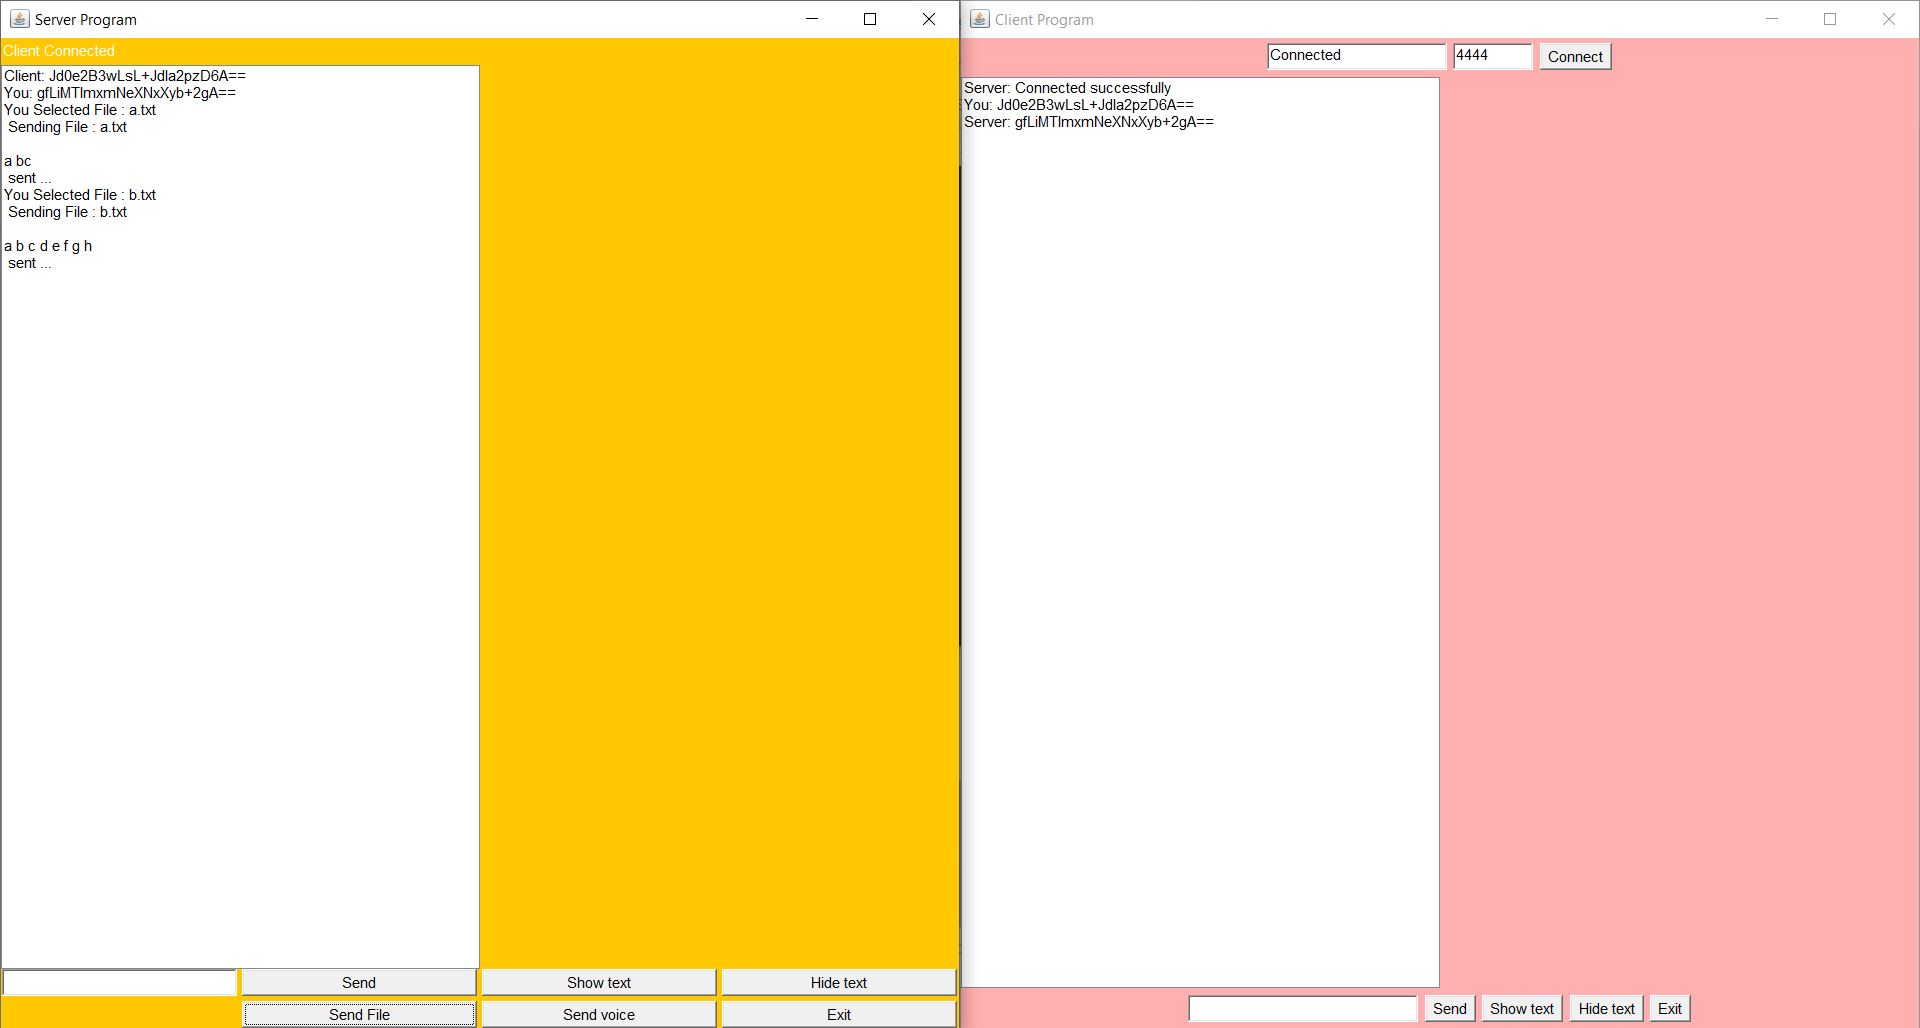 Server Program
Client Connected
Client: Jd0e2B3wLsL+Jdla2pzD6A==
You: gfLiMTlmxmNeXNxXyb+2gA==
You Selected File : a.txt
Sending File : a.txt
a bc
sent ...
You Selected File : b.txt
Sending File : b.txt
a b c d e f g h
sent ...
Send
Show text
Hide text
Send File
Send voice
Exit
Client Program
Connected
4444
Connect
Server: Connected successfully
You: Jd0e2B3wLsL+Jdla2pzD6A==
Server: gfLiMTlmxmNeXNxXyb+2gA==
Send
Show text
Hide text
Exit